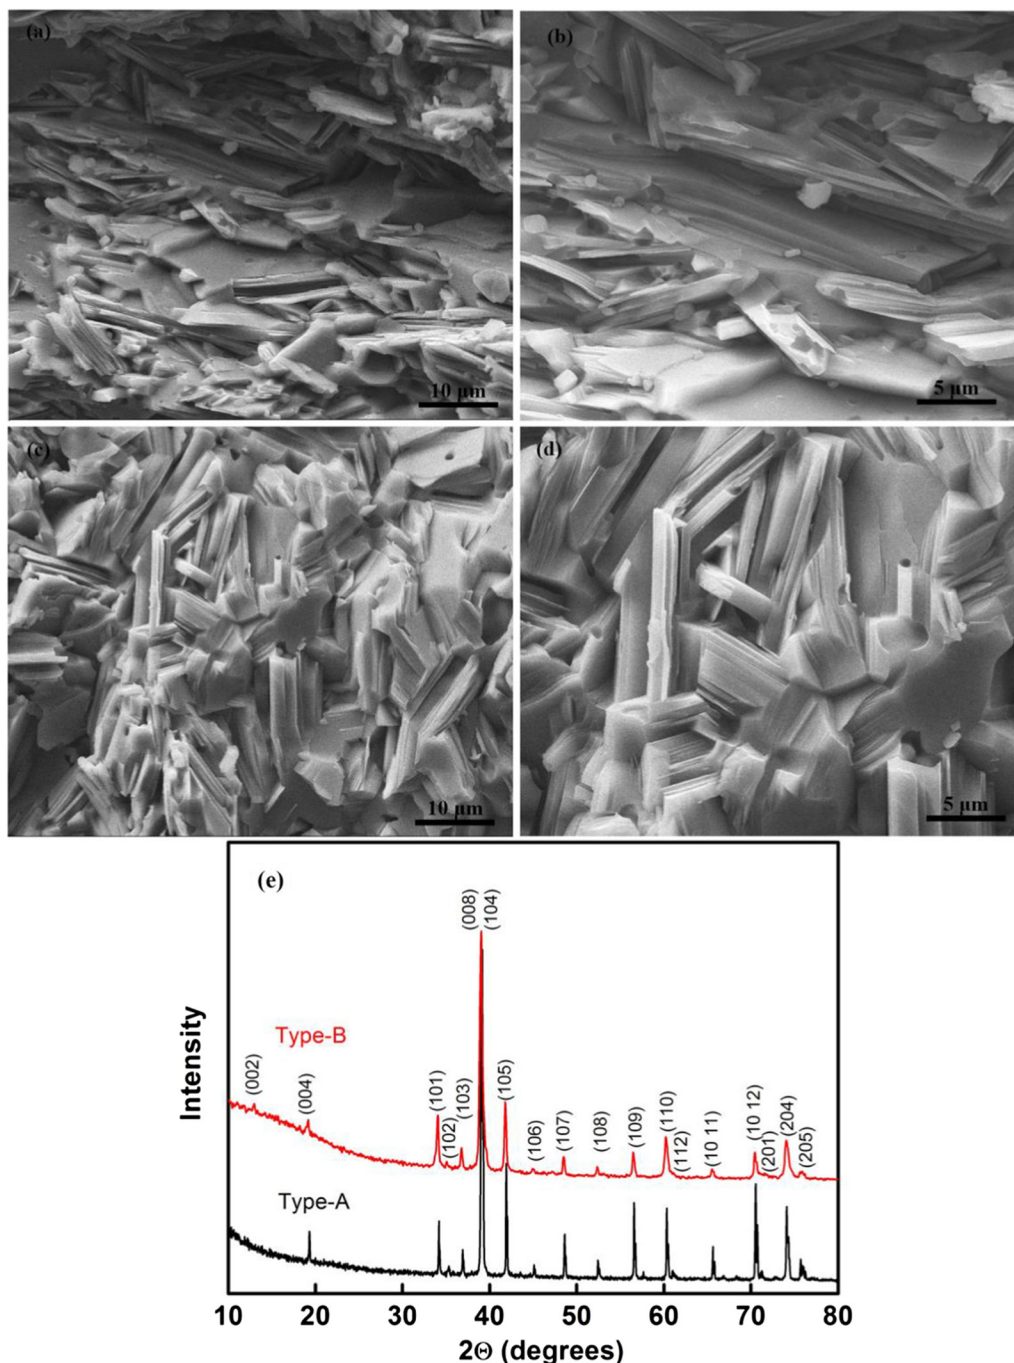 (a)
10 μm
(b)
5 μm
(c)
10 μm
(d)
5 μm
(e)
Intensity
Type-B
Type-A
(002)
(004)
(101)
(102)
(103)
(008)
(104)
(105)
(106)
(107)
(108)
(109)
(110)
(112)
(10 11)
(10 12)
(201)
(204)
(205)
10 20 30 40 50 60 70 80
2Θ (degrees)